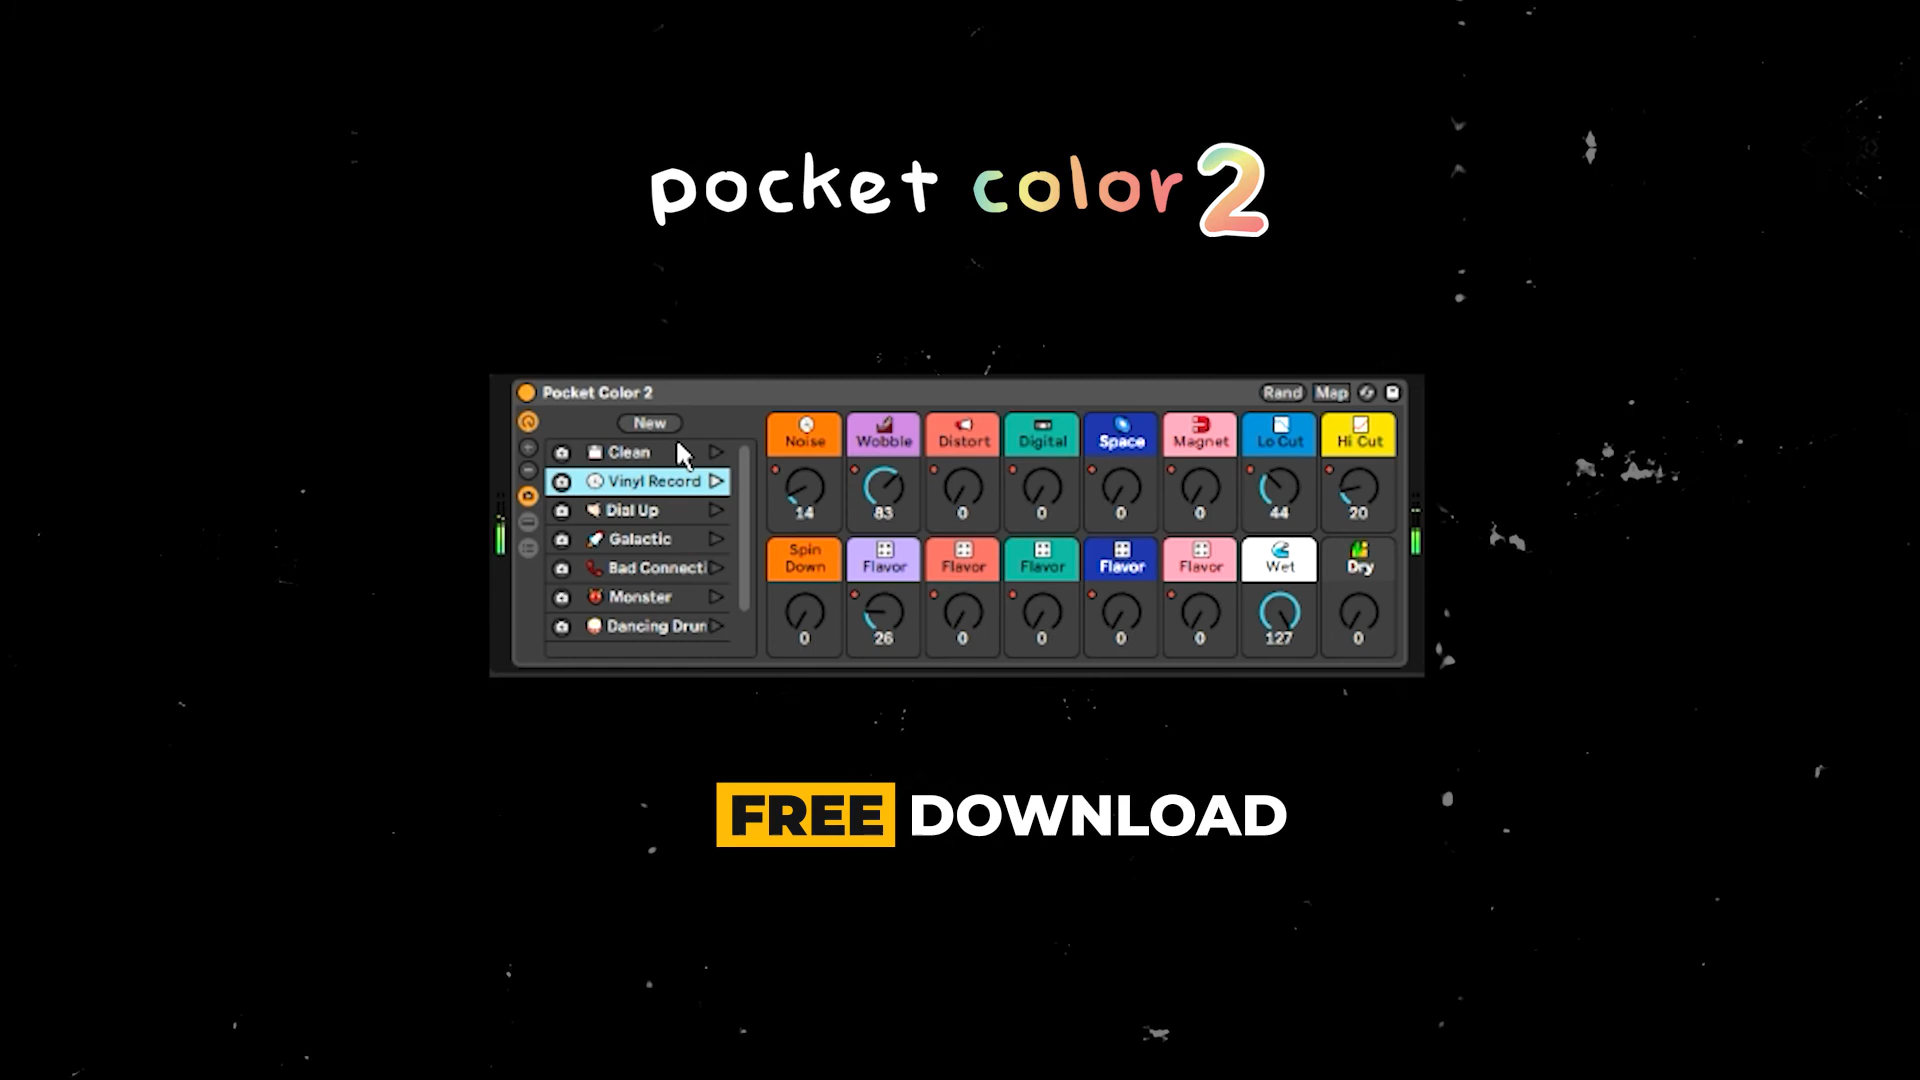 pocket color 2
Pocket Color 2
Rand Map
New
Clean
Vinyl Record
Dial Up
Galactic
Bad Connecti
Monster
Dancing Drun
Noise Wobble Distort Digital Space Magnet Lo Cut Hi Cut
14 83 0 0 0 0 44 20
Spin Down Flavor Flavor Flavor Flavor Flavor Wet Dry
0 26 0 0 0 0 127 0
FREE DOWNLOAD